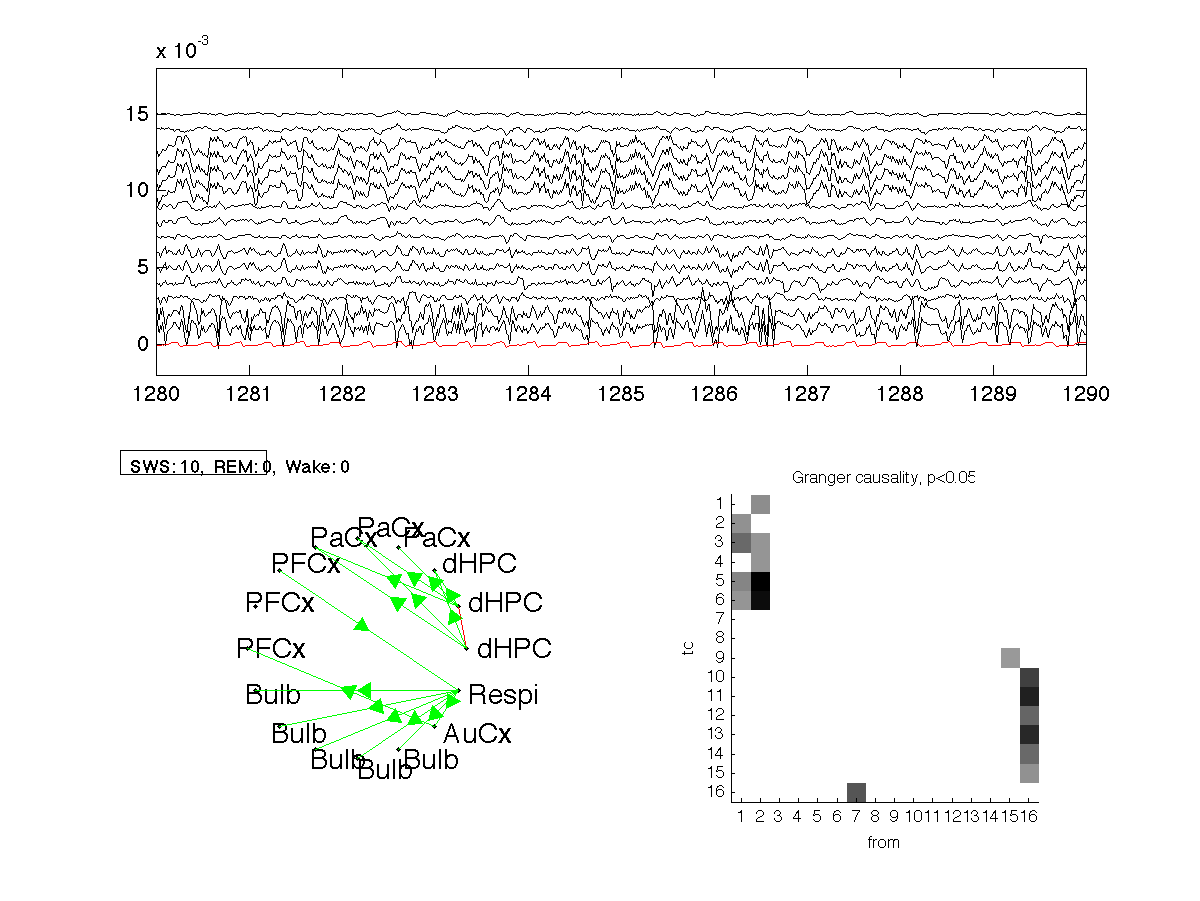 x 10-3
15
10
5
0
1280 1281 1282 1283 1284 1285 1286 1287 1288 1289 1290
SWS:10, REM:0, Wake:0
PaCx
PaCx PaCx
PFCx dHPC
PFCx dHPC
PFCx dHPC
Bulb Respi
Bulb AuCx
Bulb Bulb
Bulb
Granger causality, p<0.05
1
2
3
4
5
6
7
8
9
10
11
12
13
14
15
16
to
1 2 3 4 5 6 7 8 9 10 11 12 13 14 15 16
from